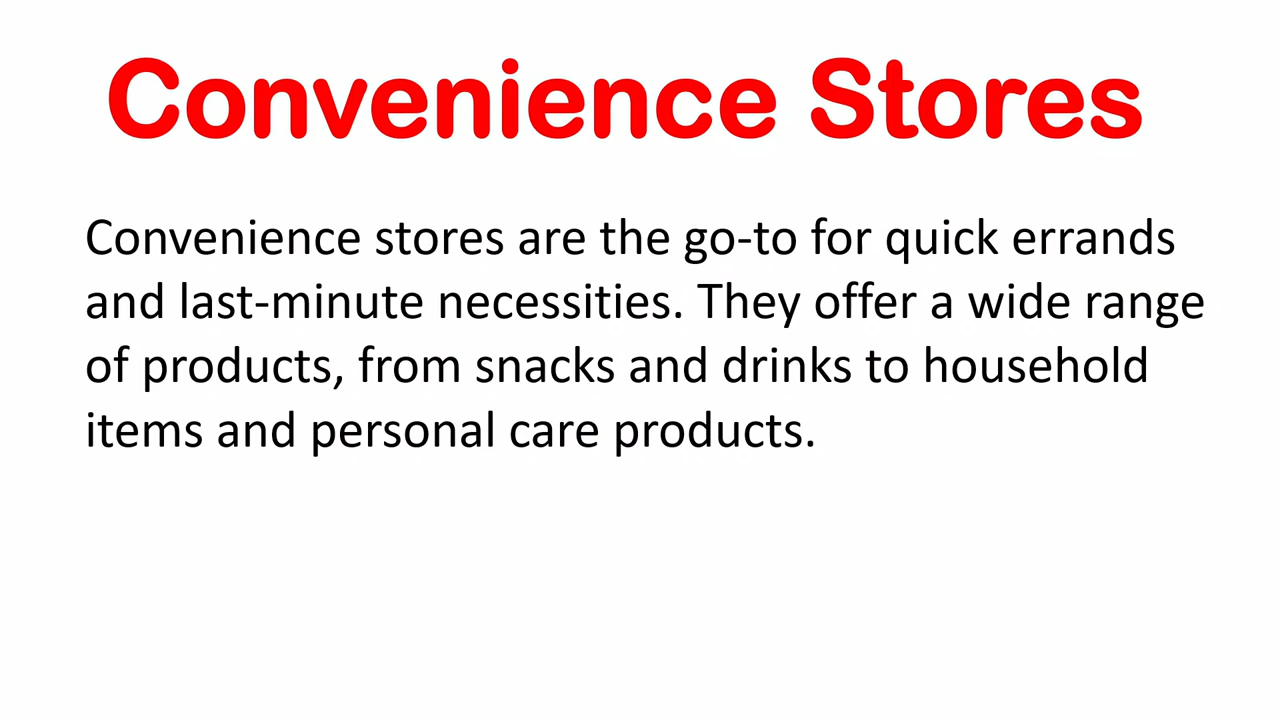 Convenience Stores
Convenience stores are the go-to for quick errands
and last-minute necessities. They offer a wide range
of products, from snacks and drinks to household
items and personal care products.